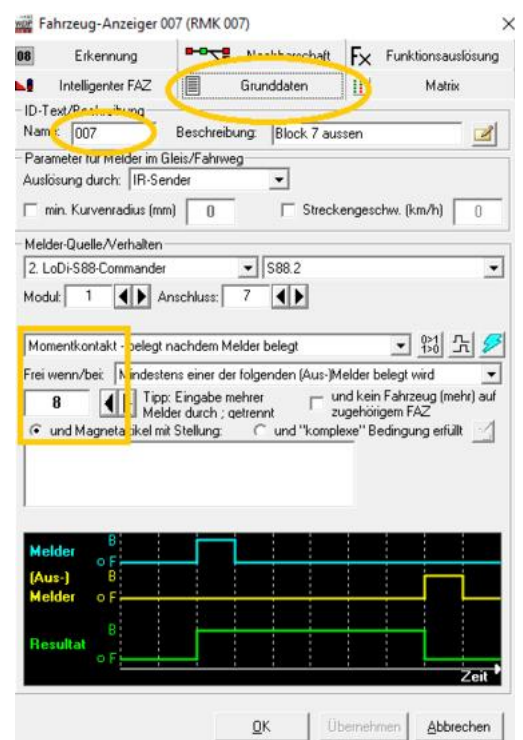 Fahrzeug-Anzeiger 007 (RMK 007)
08 Erkennung Nachbarschaft Fx Funktionsauslösung
Intelligenter FAZ Grunddaten Matrix
ID-Text/Beschreibung
Name: 007 Beschreibung: Block 7 aussen
Parameter für Melder im Gleis/Fahrweg
Auslösung durch: IR-Sender
min. Kurvenradius (mm) 0 Streckengeschw. (km/h) 0
Melder-Quelle/Verhalten
2. LoDi-S88-Commander S88.2
Modul: 1 Anschluss: 7
Momentkontakt - belegt nachdem Melder belegt 0>1 1>0
Frei wenn/bei: Mindestens einer der folgenden (Aus-)Melder belegt wird
8 Tipp: Eingabe mehrer und kein Fahrzeug (mehr) auf
Melder durch ; getrennt zugehörigem FAZ
und Magnetartikel mit Stellung: und "komplexe" Bedingung erfüllt
Melder B
o F
(Aus-) B
Melder o F
Resultat B
o F
Zeit
OK Übernehmen Abbrechen